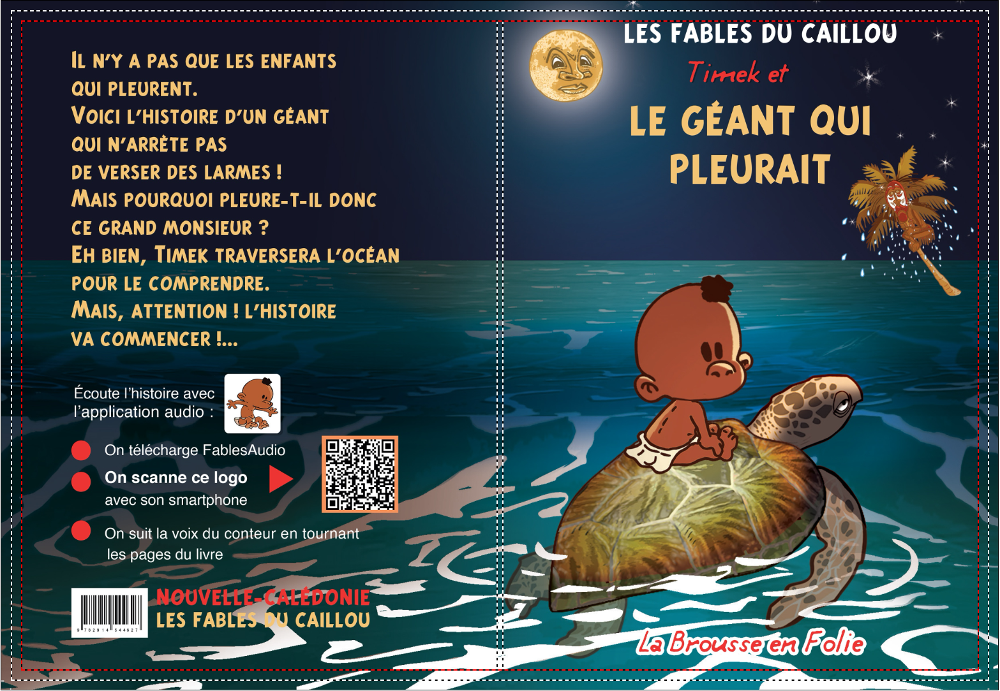 IL N'Y A PAS QUE LES ENFANTS
QUI PLEURENT.
VOICI L'HISTOIRE D'UN GÉANT
QUI N'ARRÊTE PAS
DE VERSER DES LARMES !
MAIS POURQUOI PLEURE-T-IL DONC
CE GRAND MONSIEUR ?
EH BIEN, TIMEK TRAVERSERA L'OCÉAN
POUR LE COMPRENDRE.
MAIS, ATTENTION ! L'HISTOIRE
VA COMMENCER !...
Écoute l'histoire avec
l'application audio :
On télécharge FablesAudio
On scanne ce logo
avec son smartphone
On suit la voix du conteur en tournant
les pages du livre
9 782914 544627
NOUVELLE-CALÉDONIE
LES FABLES DU CAILLOU
LES FABLES DU CAILLOU
Timek et
LE GÉANT QUI
PLEURAIT
La Brousse en Folie